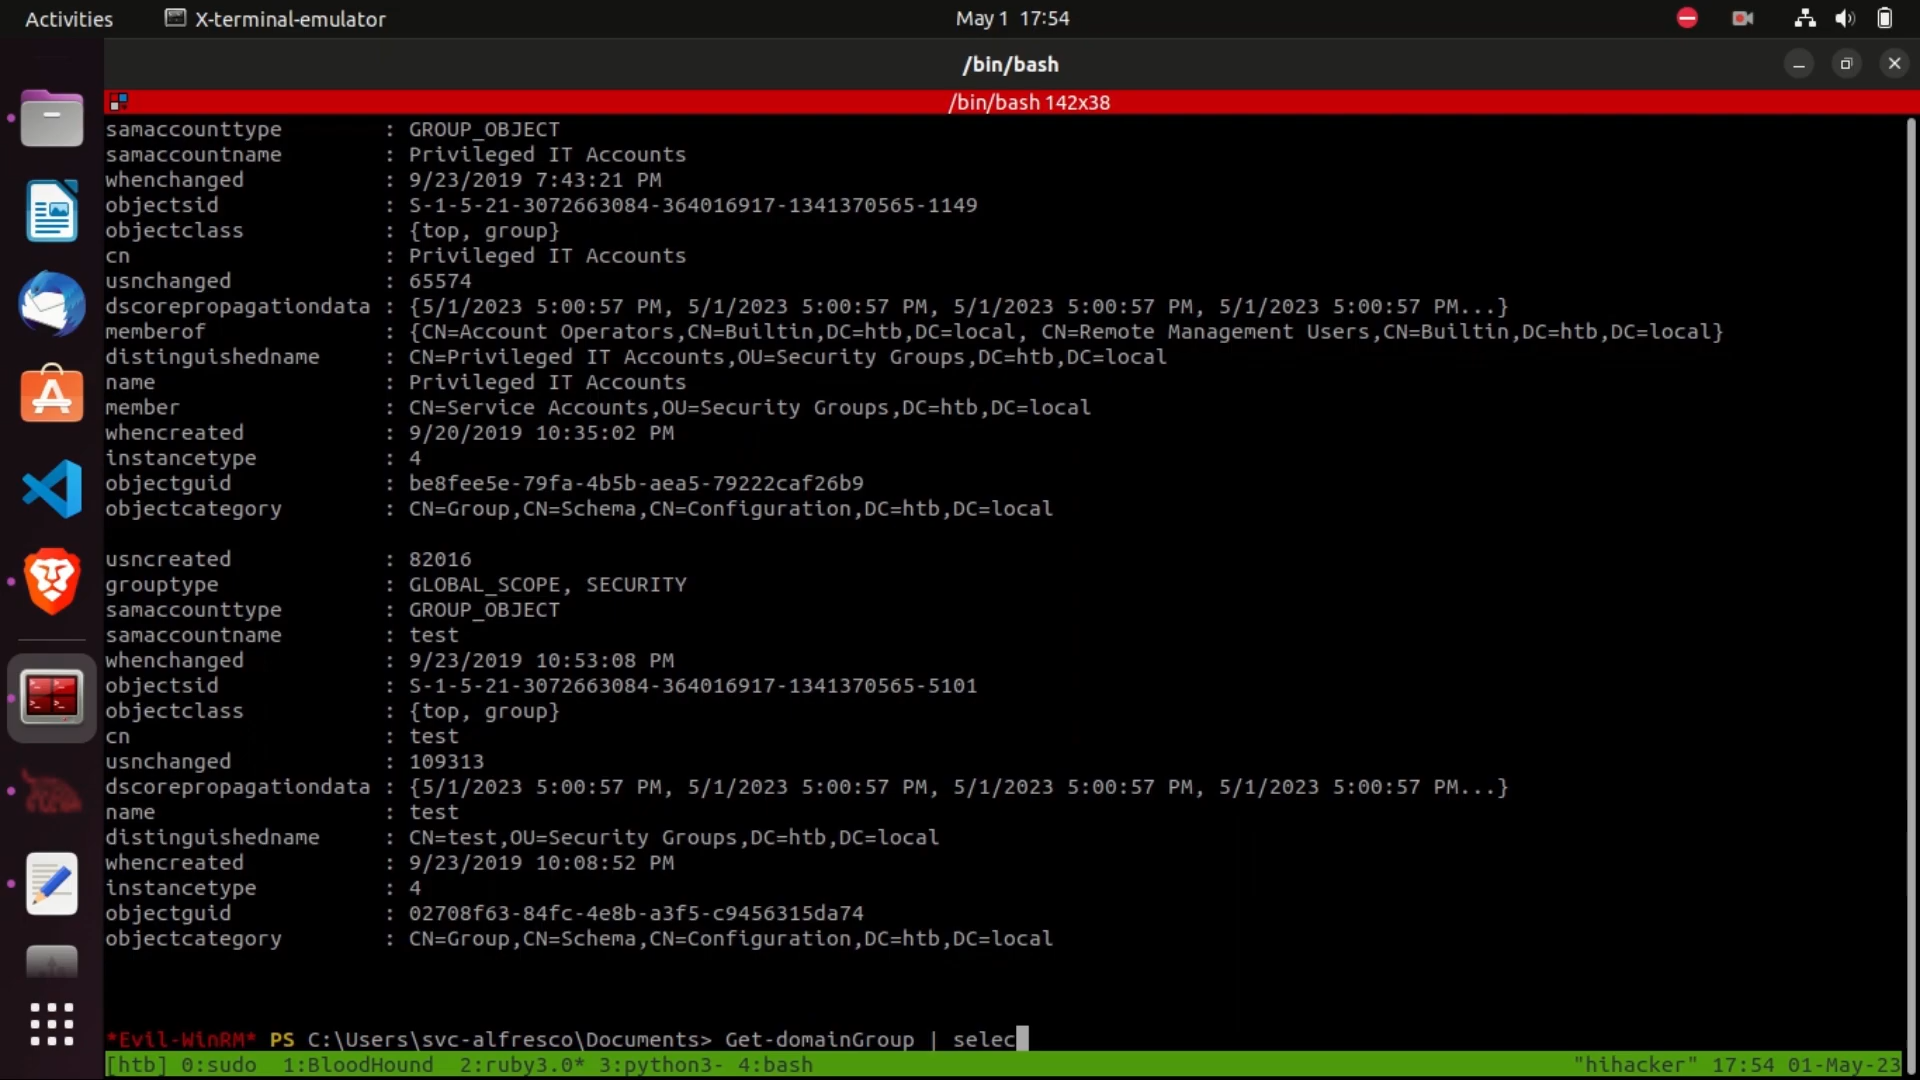 Activities X-terminal-emulator May 1 17:54
/bin/bash
/bin/bash 142x38
samaccounttype : GROUP_OBJECT
samaccountname : Privileged IT Accounts
whenchanged : 9/23/2019 7:43:21 PM
objectsid : S-1-5-21-3072663084-364016917-1341370565-1149
objectclass : {top, group}
cn : Privileged IT Accounts
usnchanged : 65574
dscorepropagationdata : {5/1/2023 5:00:57 PM, 5/1/2023 5:00:57 PM, 5/1/2023 5:00:57 PM, 5/1/2023 5:00:57 PM...}
memberof : {CN=Account Operators,CN=Builtin,DC=htb,DC=local, CN=Remote Management Users,CN=Builtin,DC=htb,DC=local}
distinguishedname : CN=Privileged IT Accounts,OU=Security Groups,DC=htb,DC=local
name : Privileged IT Accounts
member : CN=Service Accounts,OU=Security Groups,DC=htb,DC=local
whencreated : 9/20/2019 10:35:02 PM
instancetype : 4
objectguid : be8fee5e-79fa-4b5b-aea5-79222caf26b9
objectcategory : CN=Group,CN=Schema,CN=Configuration,DC=htb,DC=local
usncreated : 82016
grouptype : GLOBAL_SCOPE, SECURITY
samaccounttype : GROUP_OBJECT
samaccountname : test
whenchanged : 9/23/2019 10:53:08 PM
objectsid : S-1-5-21-3072663084-364016917-1341370565-5101
objectclass : {top, group}
cn : test
usnchanged : 109313
dscorepropagationdata : {5/1/2023 5:00:57 PM, 5/1/2023 5:00:57 PM, 5/1/2023 5:00:57 PM, 5/1/2023 5:00:57 PM...}
name : test
distinguishedname : CN=test,OU=Security Groups,DC=htb,DC=local
whencreated : 9/23/2019 10:08:52 PM
instancetype : 4
objectguid : 02708f63-84fc-4e8b-a3f5-c9456315da74
objectcategory : CN=Group,CN=Schema,CN=Configuration,DC=htb,DC=local
*Evil-WinRM* PS C:\Users\svc-alfresco\Documents> Get-domainGroup | selec
[htb] 0:sudo 1:BloodHound 2:ruby3.0* 3:python3- 4:bash "hihacker" 17:54 01-May-23